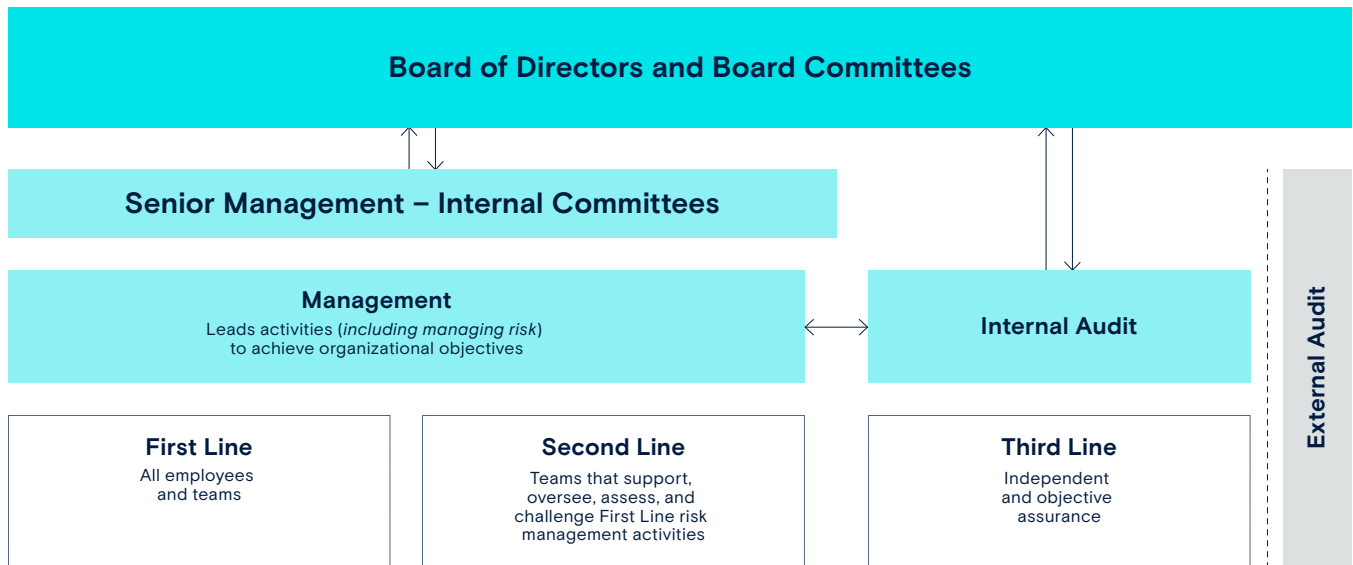 Board of Directors and Board Committees
Senior Management – Internal Committees
Management
Leads activities (including managing risk)
to achieve organizational objectives
Internal Audit
External Audit
First Line
All employees
and teams
Second Line
Teams that support,
oversee, assess, and
challenge First Line risk
management activities
Third Line
Independent
and objective
assurance